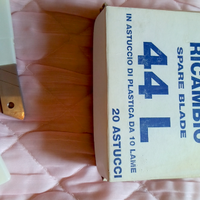 RICAMBIO
SPARE BLADE
44 L
IN ASTUCCIO DI PLASTICA DA 10 LAME
20 ASTUCCI